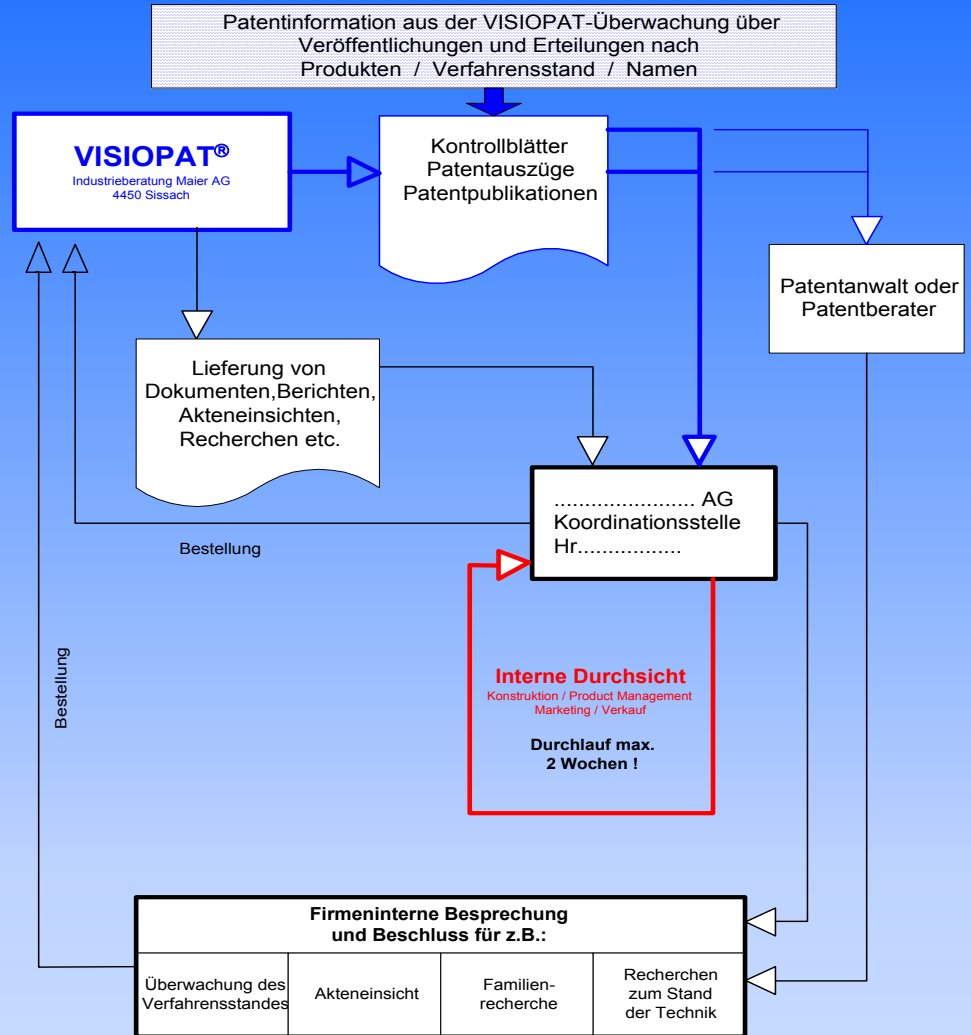 Patentinformation aus der VISIOPAT-Überwachung über
Veröffentlichungen und Erteilungen nach
Produkten / Verfahrensstand / Namen
VISIOPAT®
Industrieberatung Maier AG
4450 Sissach
Kontrollblätter
Patentauszüge
Patentpublikationen
Patentanwalt oder
Patentberater
Lieferung von
Dokumenten,Berichten,
Akteneinsichten,
Recherchen etc.
....................... AG
Koordinationsstelle
Hr.................
Bestellung
Bestellung
Interne Durchsicht
Konstruktion / Product Management
Marketing / Verkauf
Durchlauf max.
2 Wochen !
Firmeninterne Besprechung
und Beschluss für z.B.:
Überwachung des
Verfahrensstandes
Akteneinsicht
Familien-
recherche
Recherchen
zum Stand
der Technik